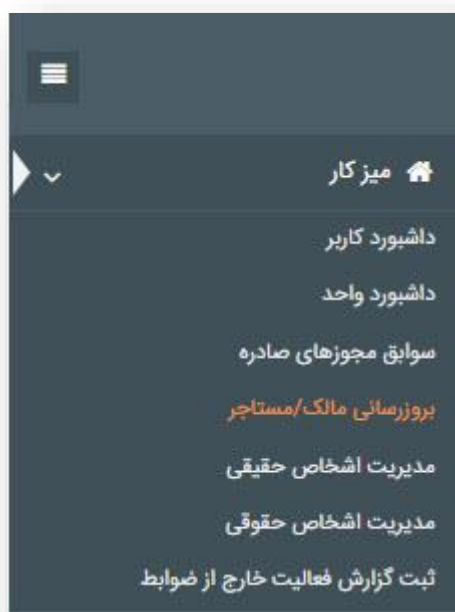 میز کار
داشبورد کاربر
داشبورد واحد
سوابق مجوزهای صادره
بروزرسانی مالک/مستاجر
مدیریت اشخاص حقیقی
مدیریت اشخاص حقوقی
ثبت گزارش فعالیت خارج از ضوابط